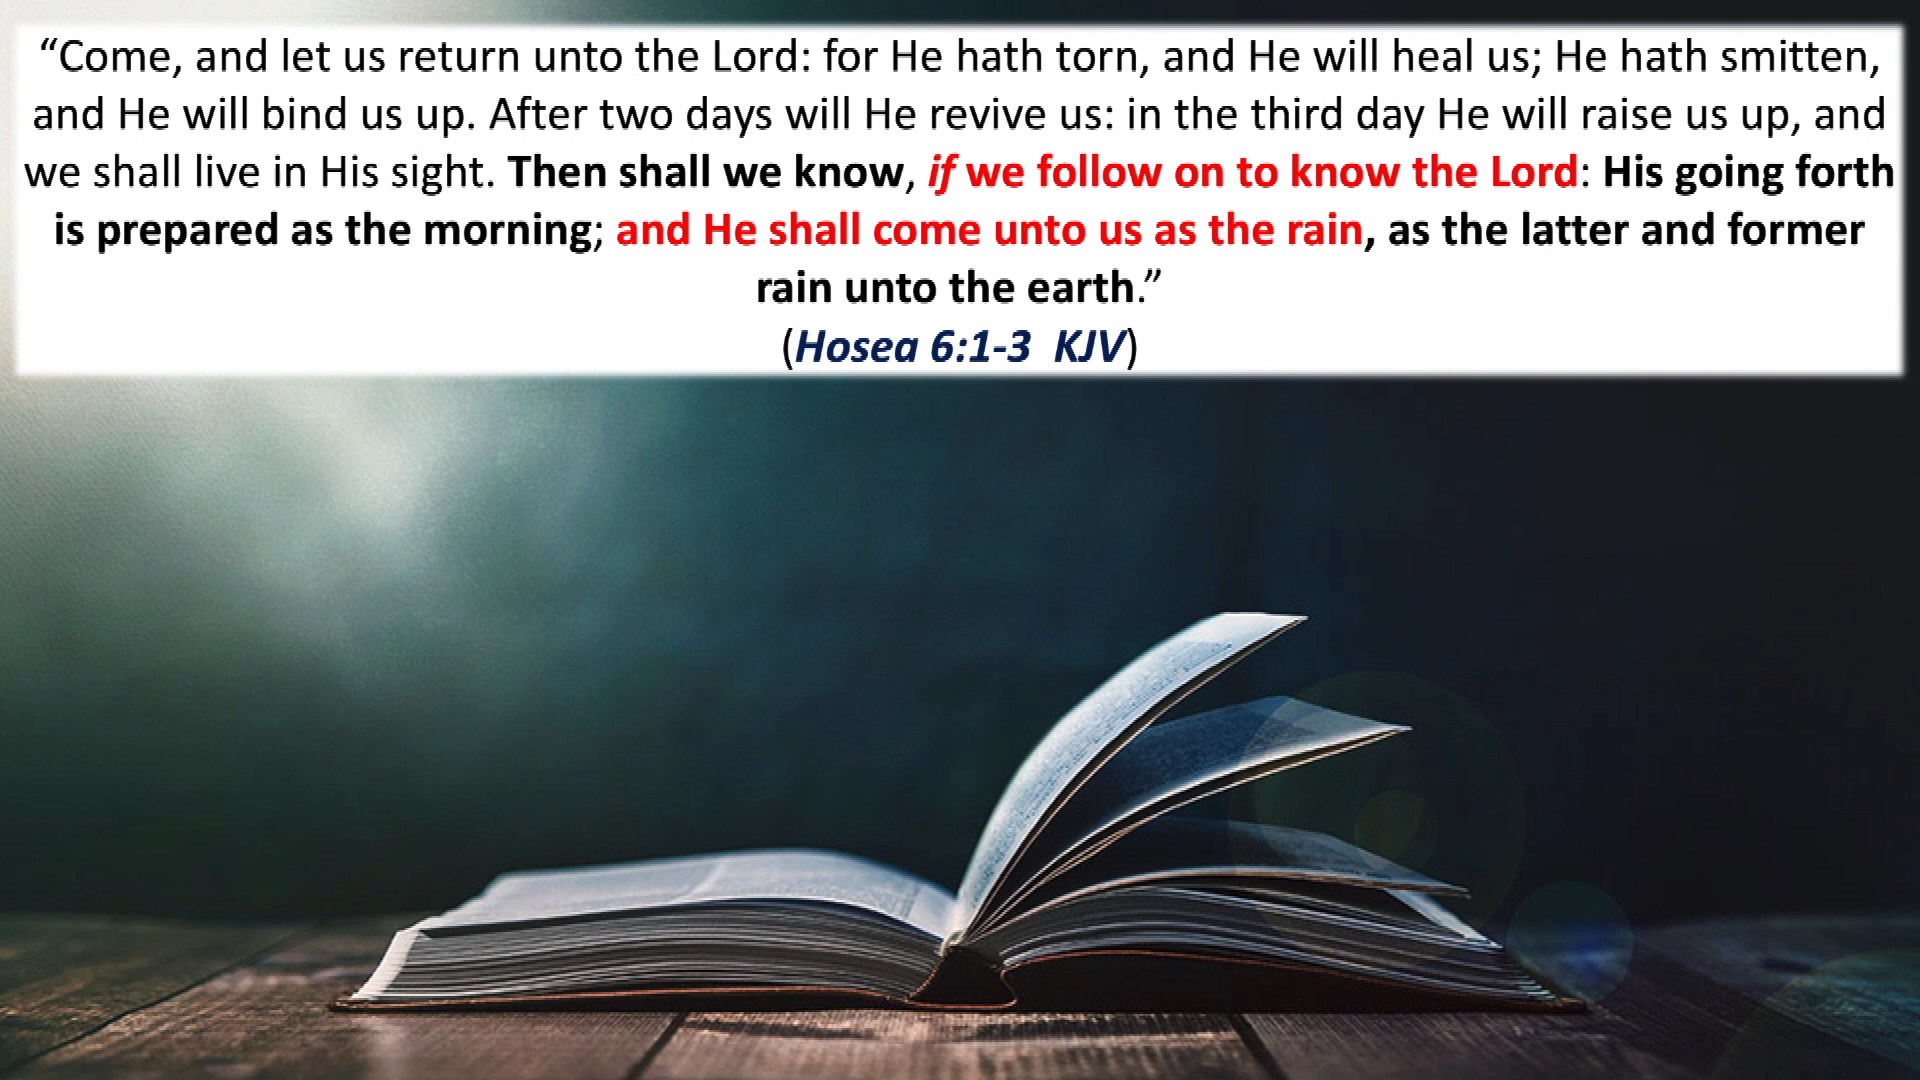 “Come, and let us return unto the Lord: for He hath torn, and He will heal us; He hath smitten,
and He will bind us up. After two days will He revive us: in the third day He will raise us up, and
we shall live in His sight. Then shall we know, if we follow on to know the Lord: His going forth
is prepared as the morning; and He shall come unto us as the rain, as the latter and former
rain unto the earth.”
(Hosea 6:1-3  KJV)